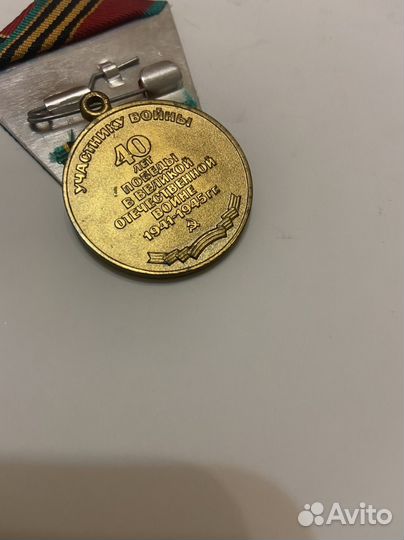 УЧАСТНИКУ ВОЙНЫ
40
ЛЕТ
ПОБЕДЫ
В ВЕЛИКОЙ
ОТЕЧЕСТВЕННОЙ
ВОЙНЕ
1941-1945 ГГ.
Avito